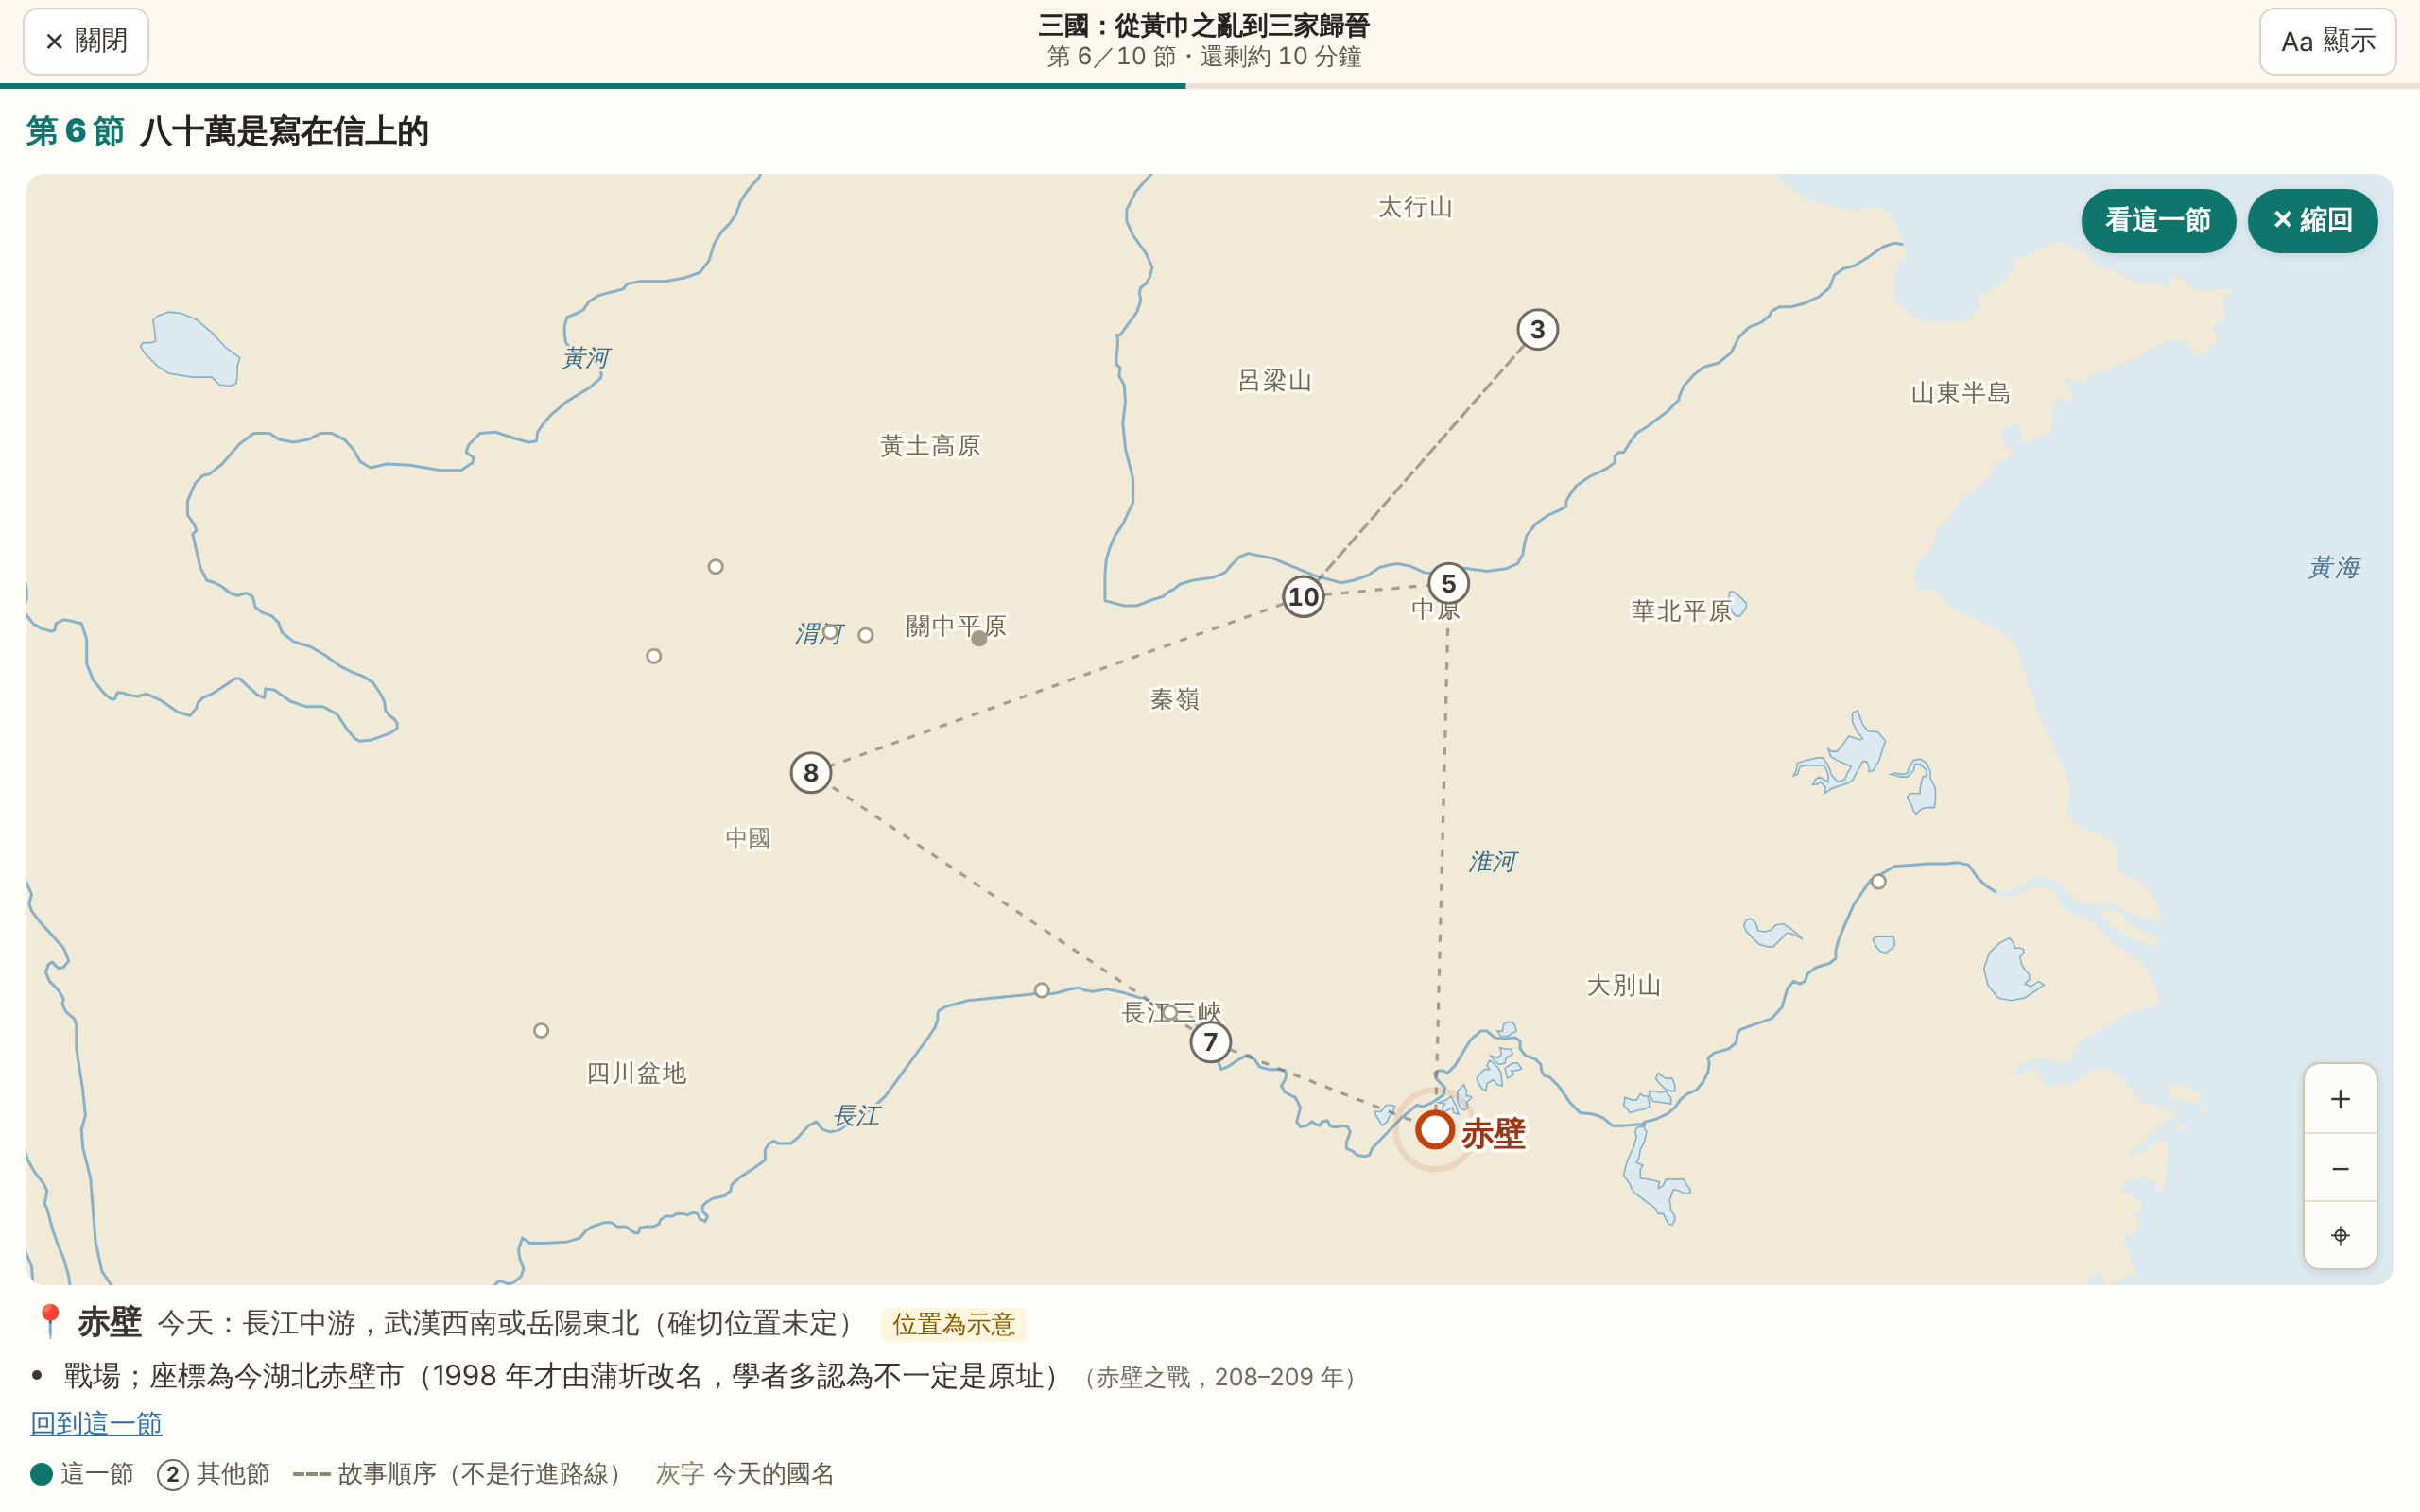 ✕ 關閉
三國：從黃巾之亂到三家歸晉
第 6／10 節・還剩約 10 分鐘
Aa 顯示
第 6 節 八十萬是寫在信上的
太行山
看這一節
✕ 縮回
3
黃河
呂梁山
山東半島
黃土高原
黃海
10
5
中原
華北平原
渭河
關中平原
秦嶺
8
中國
淮河
大別山
長江三峽
7
四川盆地
長江
赤壁
+
−
⌖
📍 赤壁 今天：長江中游，武漢西南或岳陽東北（確切位置未定） 位置為示意
• 戰場；座標為今湖北赤壁市（1998 年才由蒲圻改名，學者多認為不一定是原址）（赤壁之戰，208–209 年）
回到這一節
這一節 2 其他節 故事順序（不是行進路線） 灰字 今天的國名